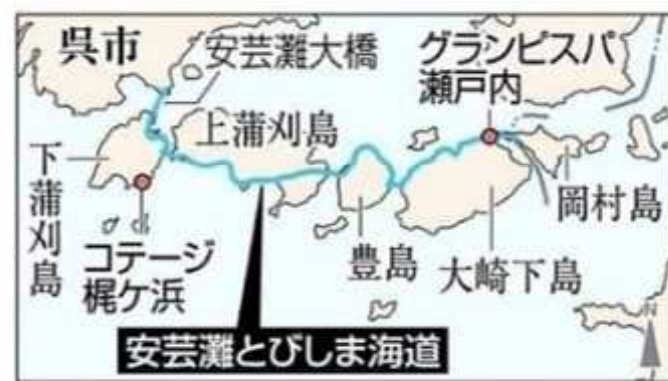 呉市
安芸灘大橋
グランピスパ
瀬戸内
上蒲刈島
下蒲刈島
コテージ
梶ケ浜
豊島
大崎下島
岡村島
安芸灘とびしま海道
N